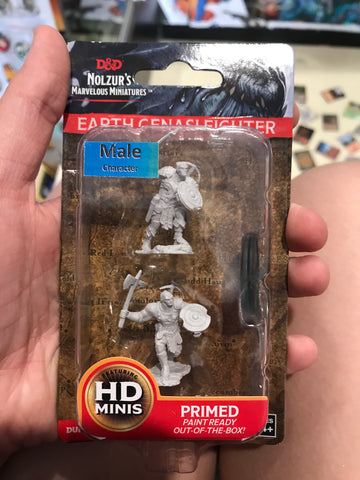 D&D
NOLZUR'S
MARVELOUS MINIATURES
EARTH GENASI FIGHTER
Male
Character
FEATURING
HD
MINIS
PRIMED
PAINT READY
OUT-OF-THE-BOX!